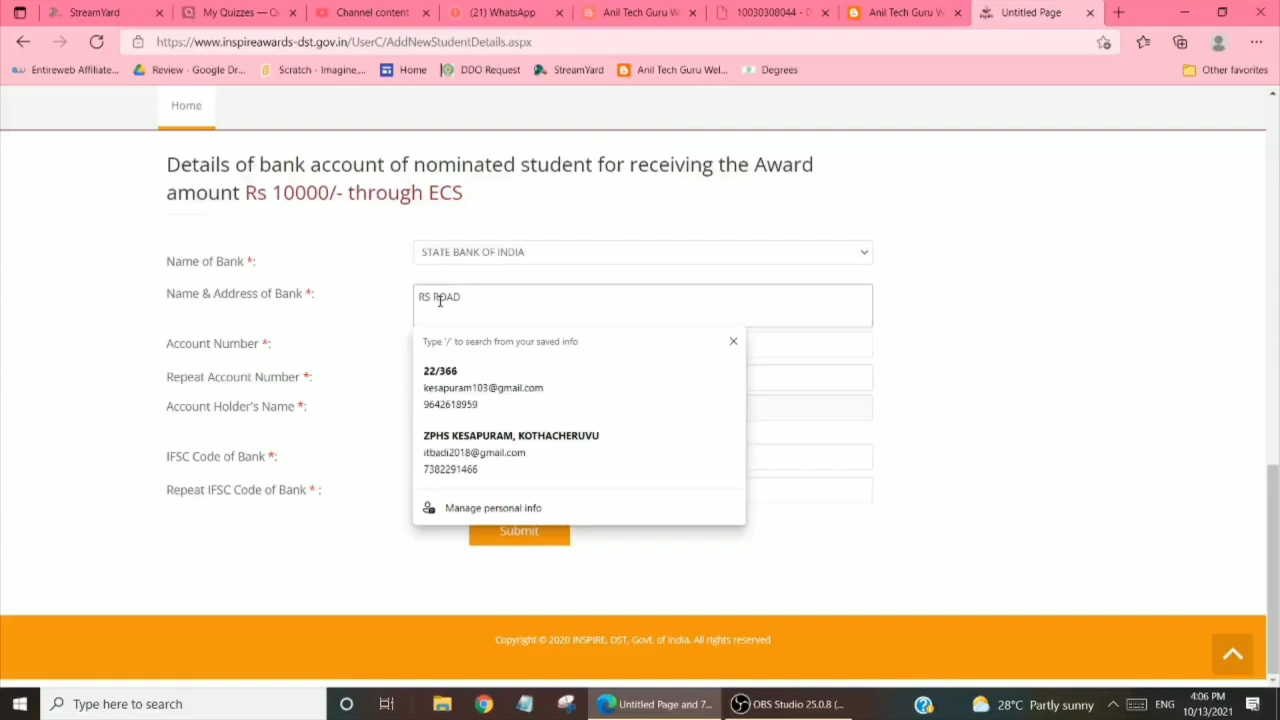 StreamYard
My Quizzes — Q
Channel content
(21) WhatsApp
Anil Tech Guru W
10030308044 - D
Anil Tech Guru W
Untitled Page
https://www.inspireawards-dst.gov.in/UserC/AddNewStudentDetails.aspx
Entireweb Affiliate...
Review - Google Dr...
Scratch - Imagine,...
Home
DDO Request
StreamYard
Anil Tech Guru Wel...
Degrees
Other favorites
Home
Details of bank account of nominated student for receiving the Award
amount Rs 10000/- through ECS
Name of Bank *:
STATE BANK OF INDIA
Name & Address of Bank *:
RS ROAD
Type '/' to search from your saved info
Account Number *:
22/366
Repeat Account Number *:
kesapuram103@gmail.com
9642618959
Account Holder's Name *:
ZPHS KESAPURAM, KOTHACHERUVU
itbadi2018@gmail.com
IFSC Code of Bank *:
7382291466
Repeat IFSC Code of Bank * :
Manage personal info
Submit
Copyright © 2020 INSPIRE, DST, Govt. of India, All rights reserved
Type here to search
Untitled Page and 7...
OBS Studio 25.0.8 (...
28°C Partly sunny
ENG
4:06 PM
10/13/2021